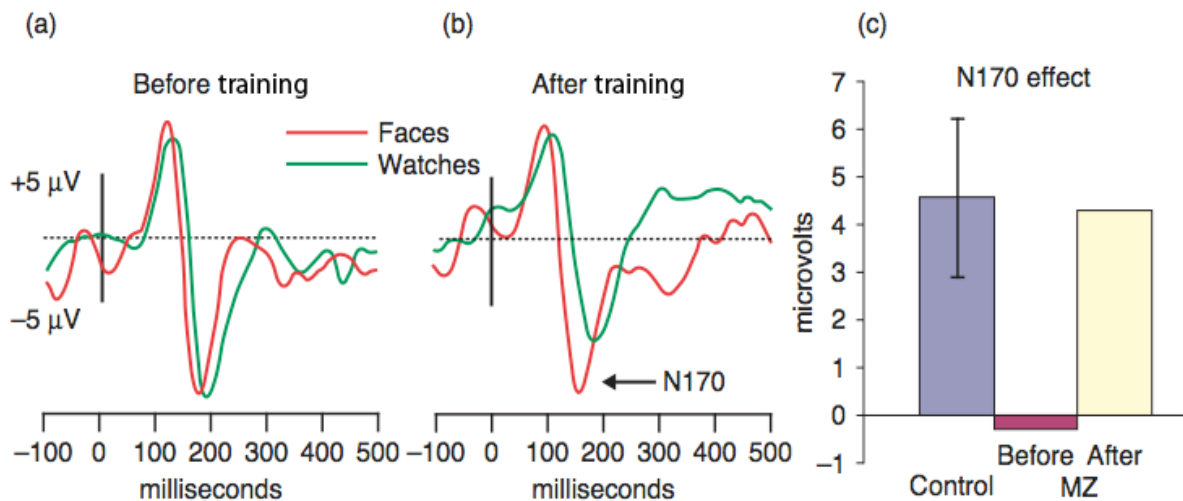 (a)
Before training
+5 µV
−5 µV
−100 0 100 200 300 400 500
milliseconds
Faces
Watches
(b)
After training
N170
−100 0 100 200 300 400 500
milliseconds
(c)
N170 effect
microvolts
7
6
5
4
3
2
1
0
−1
Control
Before After
MZ